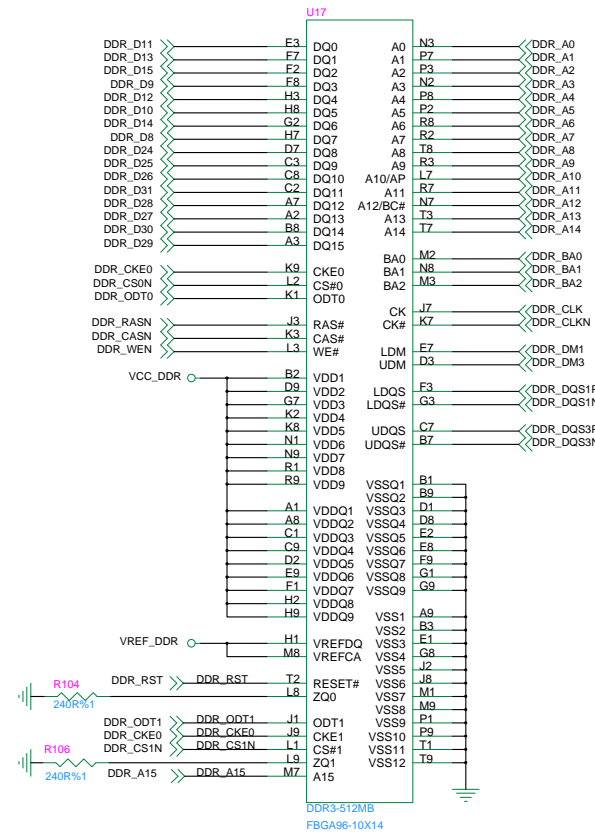 U17
DDR_D11 E3 DQ0 A0 N3 DDR_A0
DDR_D13 F7 DQ1 A1 P7 DDR_A1
DDR_D15 F2 DQ2 A2 P3 DDR_A2
DDR_D9 F8 DQ3 A3 N2 DDR_A3
DDR_D12 H3 DQ4 A4 P8 DDR_A4
DDR_D10 H8 DQ5 A5 P2 DDR_A5
DDR_D14 G2 DQ6 A6 R8 DDR_A6
DDR_D8 H7 DQ7 A7 R2 DDR_A7
DDR_D24 D7 DQ8 A8 T8 DDR_A8
DDR_D25 C3 DQ9 A9 R3 DDR_A9
DDR_D26 C8 DQ10 A10/AP L7 DDR_A10
DDR_D31 C2 DQ11 A11 R7 DDR_A11
DDR_D28 A7 DQ12 A12/BC# N7 DDR_A12
DDR_D27 A2 DQ13 A13 T3 DDR_A13
DDR_D30 B8 DQ14 A14 T7 DDR_A14
DDR_D29 A3 DQ15
BA0 M2 DDR_BA0
DDR_CKE0 K9 CKE0 BA1 N8 DDR_BA1
DDR_CS0N L2 CS#0 BA2 M3 DDR_BA2
DDR_ODT0 K1 ODT0
CK J7 DDR_CLK
DDR_RASN J3 RAS# CK# K7 DDR_CLKN
DDR_CASN K3 CAS#
DDR_WEN L3 WE# LDM E7 DDR_DM1
UDM D3 DDR_DM3
VCC_DDR B2 VDD1
D9 VDD2 LDQS F3 DDR_DQS1P
G7 VDD3 LDQS# G3 DDR_DQS1N
K2 VDD4
K8 VDD5 UDQS C7 DDR_DQS3P
N1 VDD6 UDQS# B7 DDR_DQS3N
N9 VDD7
R1 VDD8
R9 VDD9 VSSQ1 B1
VSSQ2 B9
A1 VDDQ1 VSSQ3 D1
A8 VDDQ2 VSSQ4 D8
C1 VDDQ3 VSSQ5 E2
C9 VDDQ4 VSSQ6 E8
D2 VDDQ5 VSSQ7 F9
E9 VDDQ6 VSSQ8 G1
F1 VDDQ7 VSSQ9 G9
H2 VDDQ8
H9 VDDQ9 VSS1 A9
VSS2 B3
VREF_DDR H1 VREFDQ VSS3 E1
M8 VREFCA VSS4 G8
VSS5 J2
DDR_RST DDR_RST T2 RESET# VSS6 J8
R104 L8 ZQ0 VSS7 M1
240R%1
VSS8 M9
DDR_ODT1 DDR_ODT1 J1 ODT1 VSS9 P1
DDR_CKE0 DDR_CKE0 J9 CKE1 VSS10 P9
DDR_CS1N DDR_CS1N L1 CS#1 VSS11 T1
R106 L9 ZQ1 VSS12 T9
240R%1
DDR_A15 DDR_A15 M7 A15
DDR3-512MB
FBGA96-10X14